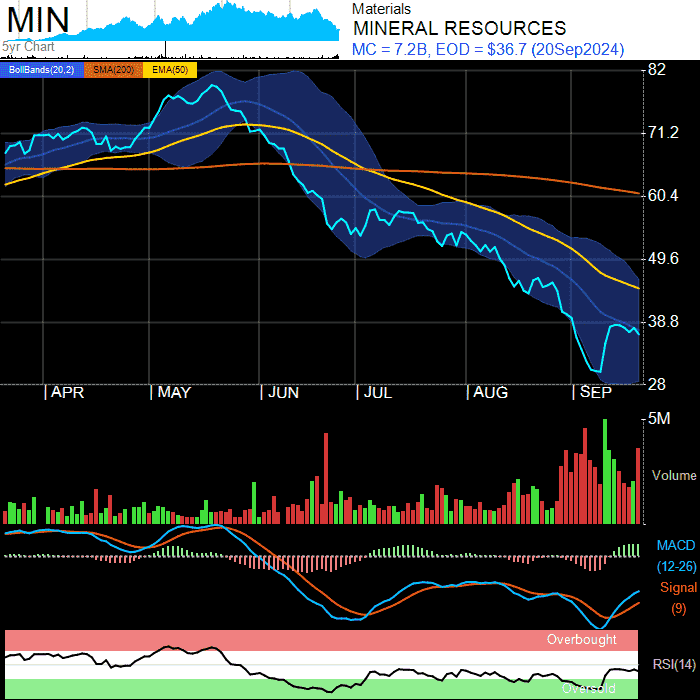 MIN
5yr Chart
Materials
MINERAL RESOURCES
MC = 7.2B, EOD = $36.7 (20Sep2024)
BollBands(20,2) SMA(200) EMA(50)
82
71.2
60.4
49.6
38.8
28
APR MAY JUN JUL AUG SEP
5M
Volume
MACD
(12-26)
Signal
(9)
Overbought
RSI(14)
Oversold